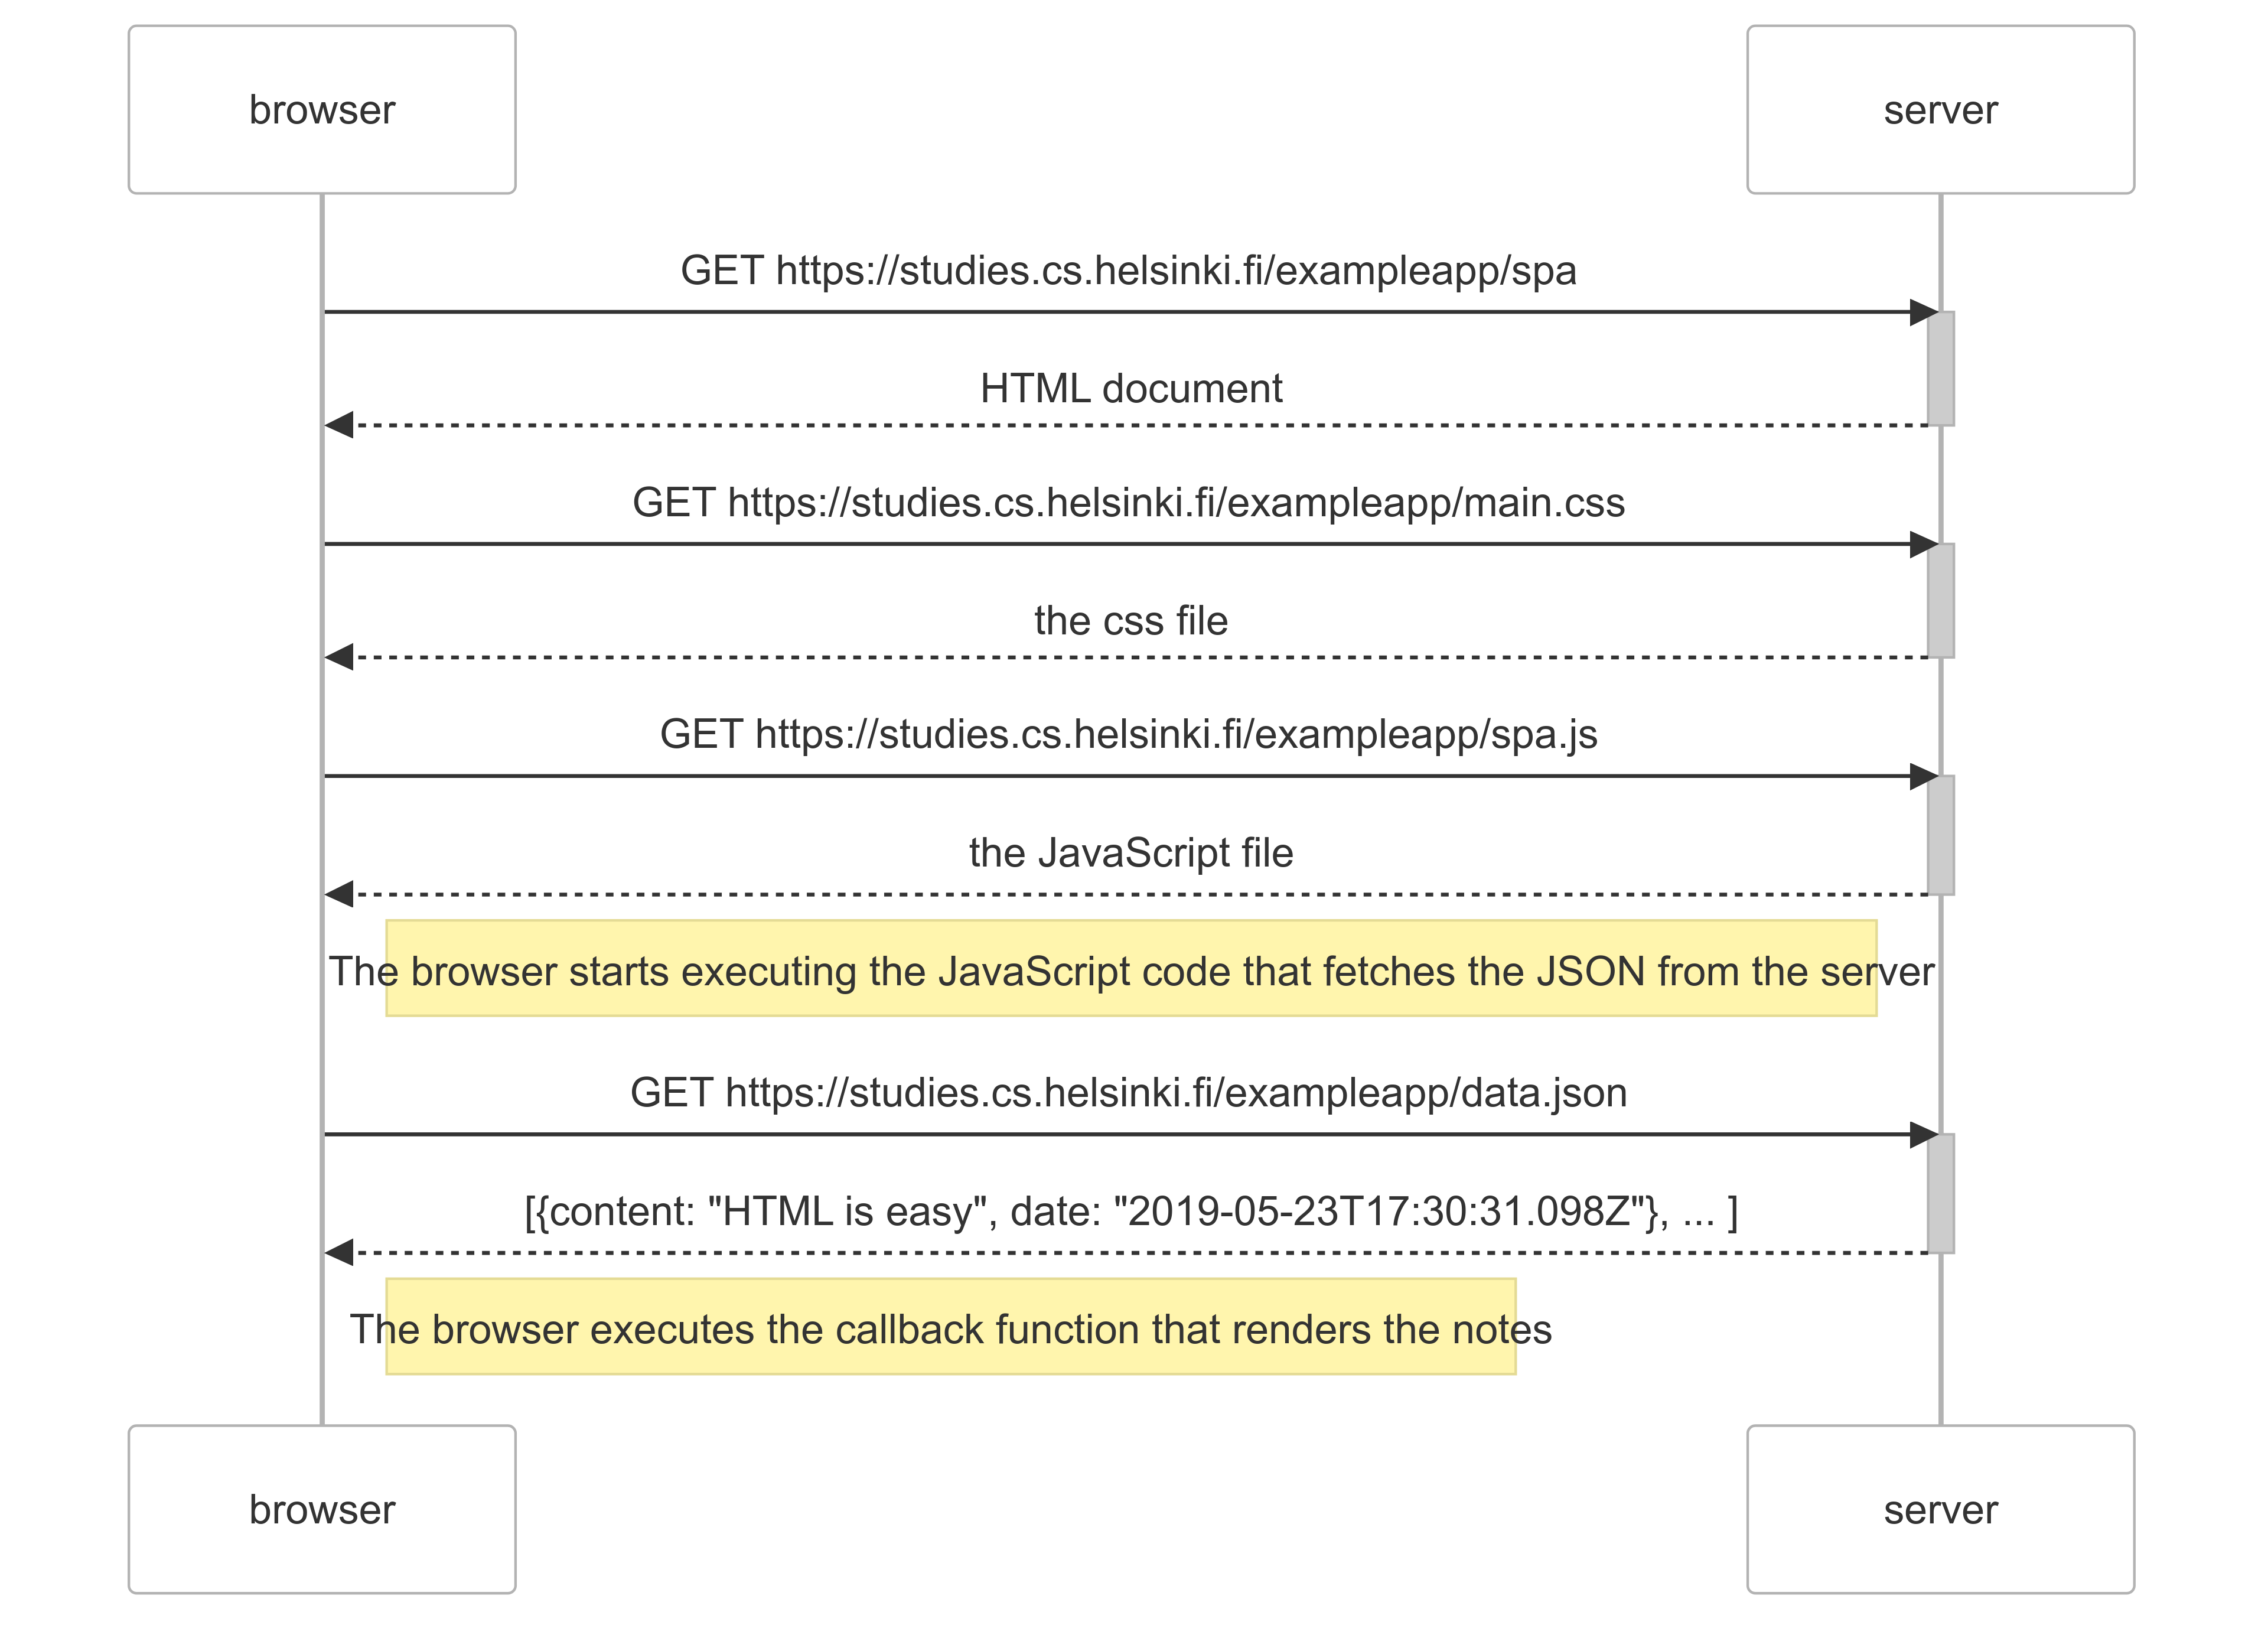 browser
server
GET https://studies.cs.helsinki.fi/exampleapp/spa
HTML document
GET https://studies.cs.helsinki.fi/exampleapp/main.css
the css file
GET https://studies.cs.helsinki.fi/exampleapp/spa.js
the JavaScript file
The browser starts executing the JavaScript code that fetches the JSON from the server
GET https://studies.cs.helsinki.fi/exampleapp/data.json
[{content: "HTML is easy", date: "2019-05-23T17:30:31.098Z"}, ... ]
The browser executes the callback function that renders the notes
browser
server